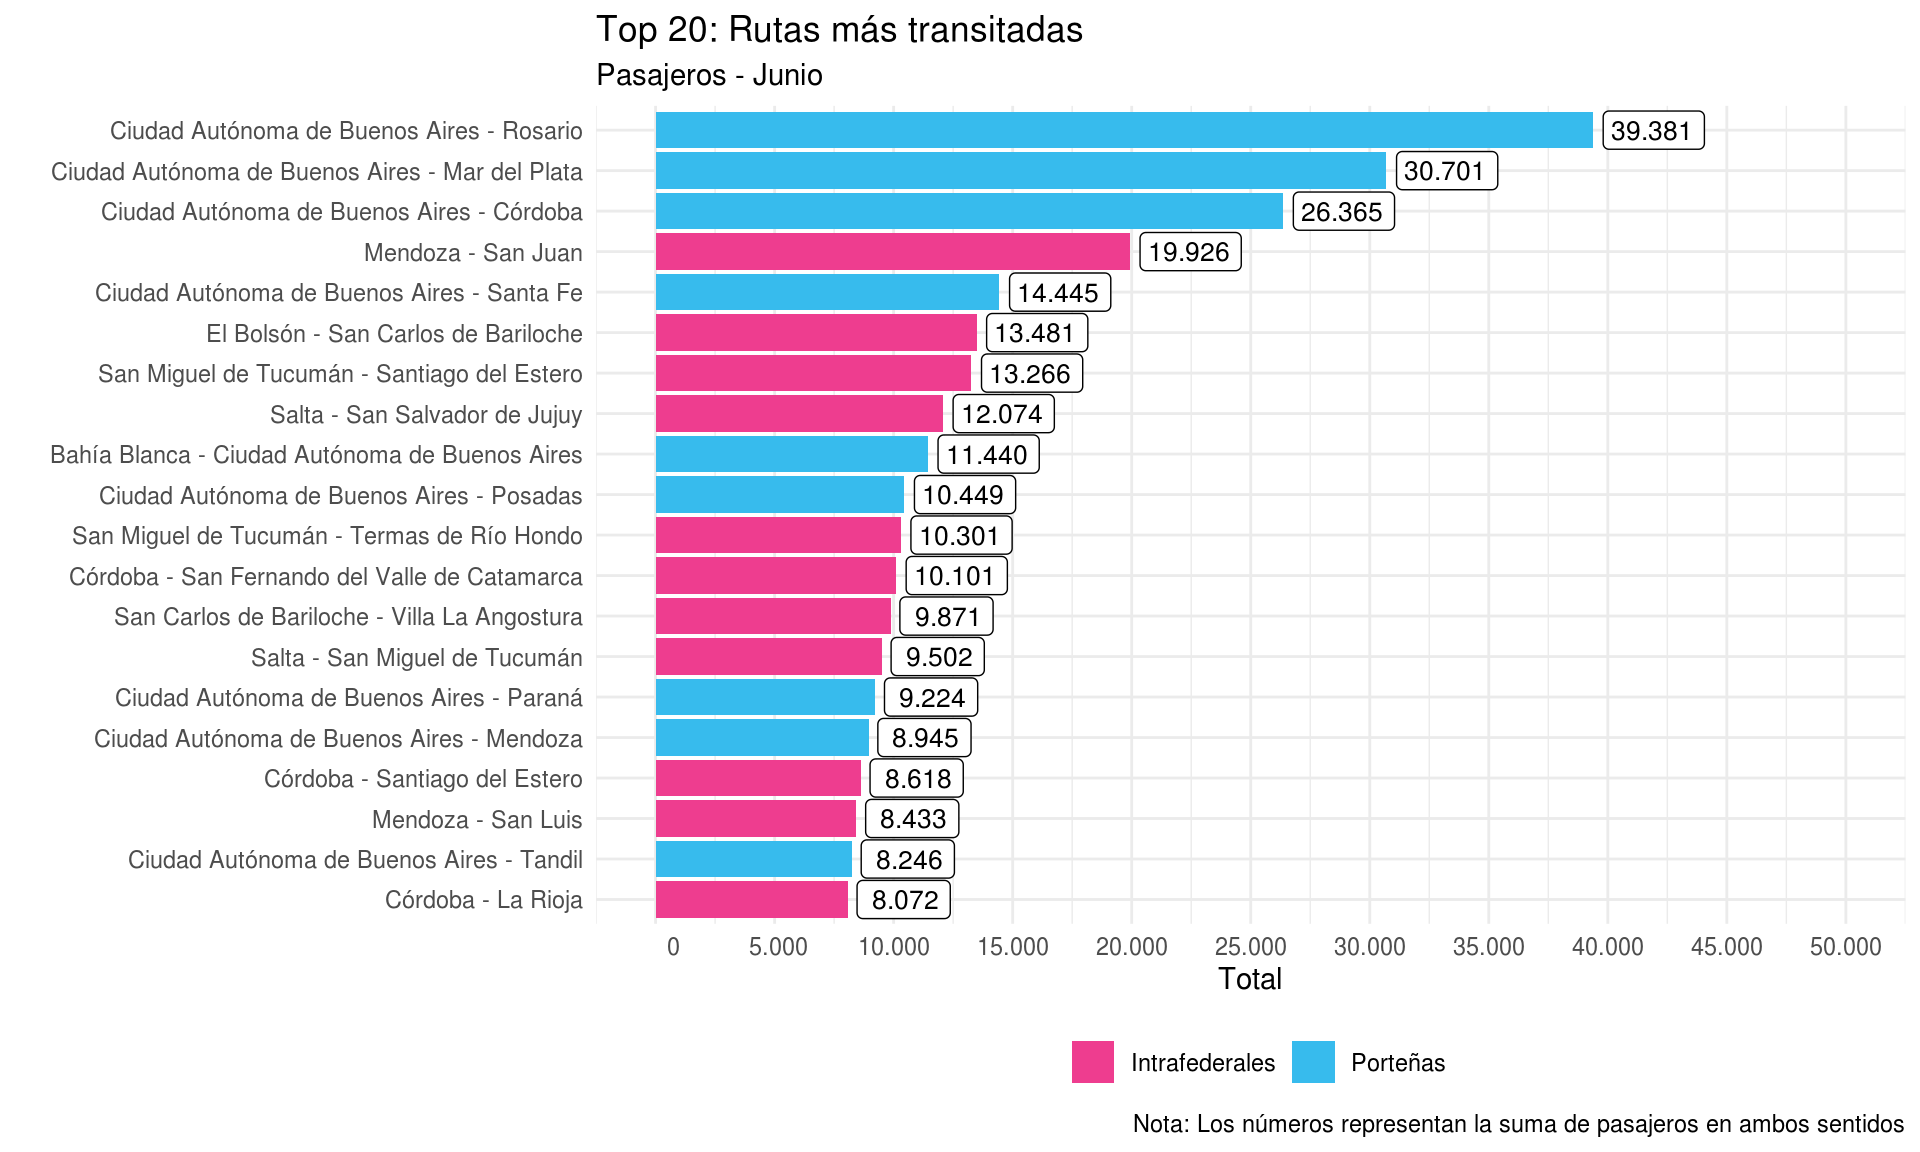 Top 20: Rutas más transitadas
Pasajeros - Junio
Ciudad Autónoma de Buenos Aires - Rosario 39.381
Ciudad Autónoma de Buenos Aires - Mar del Plata 30.701
Ciudad Autónoma de Buenos Aires - Córdoba 26.365
Mendoza - San Juan 19.926
Ciudad Autónoma de Buenos Aires - Santa Fe 14.445
El Bolsón - San Carlos de Bariloche 13.481
San Miguel de Tucumán - Santiago del Estero 13.266
Salta - San Salvador de Jujuy 12.074
Bahía Blanca - Ciudad Autónoma de Buenos Aires 11.440
Ciudad Autónoma de Buenos Aires - Posadas 10.449
San Miguel de Tucumán - Termas de Río Hondo 10.301
Córdoba - San Fernando del Valle de Catamarca 10.101
San Carlos de Bariloche - Villa La Angostura 9.871
Salta - San Miguel de Tucumán 9.502
Ciudad Autónoma de Buenos Aires - Paraná 9.224
Ciudad Autónoma de Buenos Aires - Mendoza 8.945
Córdoba - Santiago del Estero 8.618
Mendoza - San Luis 8.433
Ciudad Autónoma de Buenos Aires - Tandil 8.246
Córdoba - La Rioja 8.072
0 5.000 10.000 15.000 20.000 25.000 30.000 35.000 40.000 45.000 50.000
Total
Intrafederales Porteñas
Nota: Los números representan la suma de pasajeros en ambos sentidos